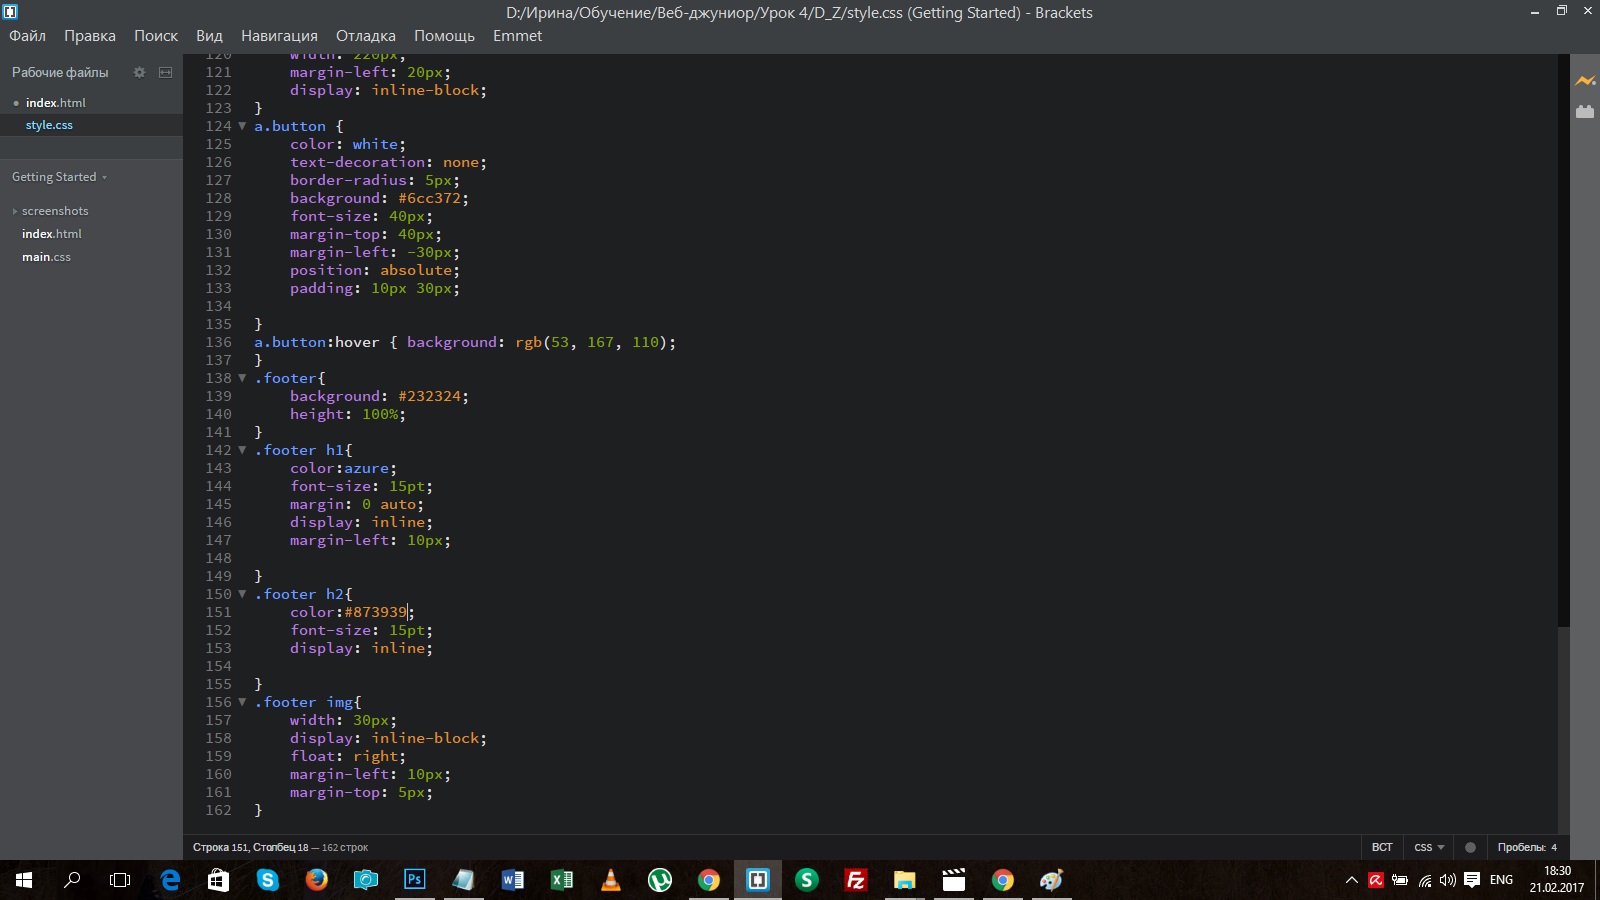 D:/Ирина/Обучение/Веб-джуниор/Урок 4/D_Z/style.css (Getting Started) - Brackets
Файл Правка Поиск Вид Навигация Отладка Помощь Emmet
Рабочие файлы
index.html
style.css
Getting Started
screenshots
index.html
main.css
120 width: 220px;
121 margin-left: 20px;
122 display: inline-block;
123 }
124 a.button {
125 color: white;
126 text-decoration: none;
127 border-radius: 5px;
128 background: #6cc372;
129 font-size: 40px;
130 margin-top: 40px;
131 margin-left: -30px;
132 position: absolute;
133 padding: 10px 30px;
134
135 }
136 a.button:hover { background: rgb(53, 167, 110);
137 }
138 .footer{
139 background: #232324;
140 height: 100%;
141 }
142 .footer h1{
143 color:azure;
144 font-size: 15pt;
145 margin: 0 auto;
146 display: inline;
147 margin-left: 10px;
148
149 }
150 .footer h2{
151 color:#873939;
152 font-size: 15pt;
153 display: inline;
154
155 }
156 .footer img{
157 width: 30px;
158 display: inline-block;
159 float: right;
160 margin-left: 10px;
161 margin-top: 5px;
162 }
Строка 151, Столбец 18 — 162 строк
ВСТ CSS Пробелы: 4
Ps
ENG
18:30
21.02.2017